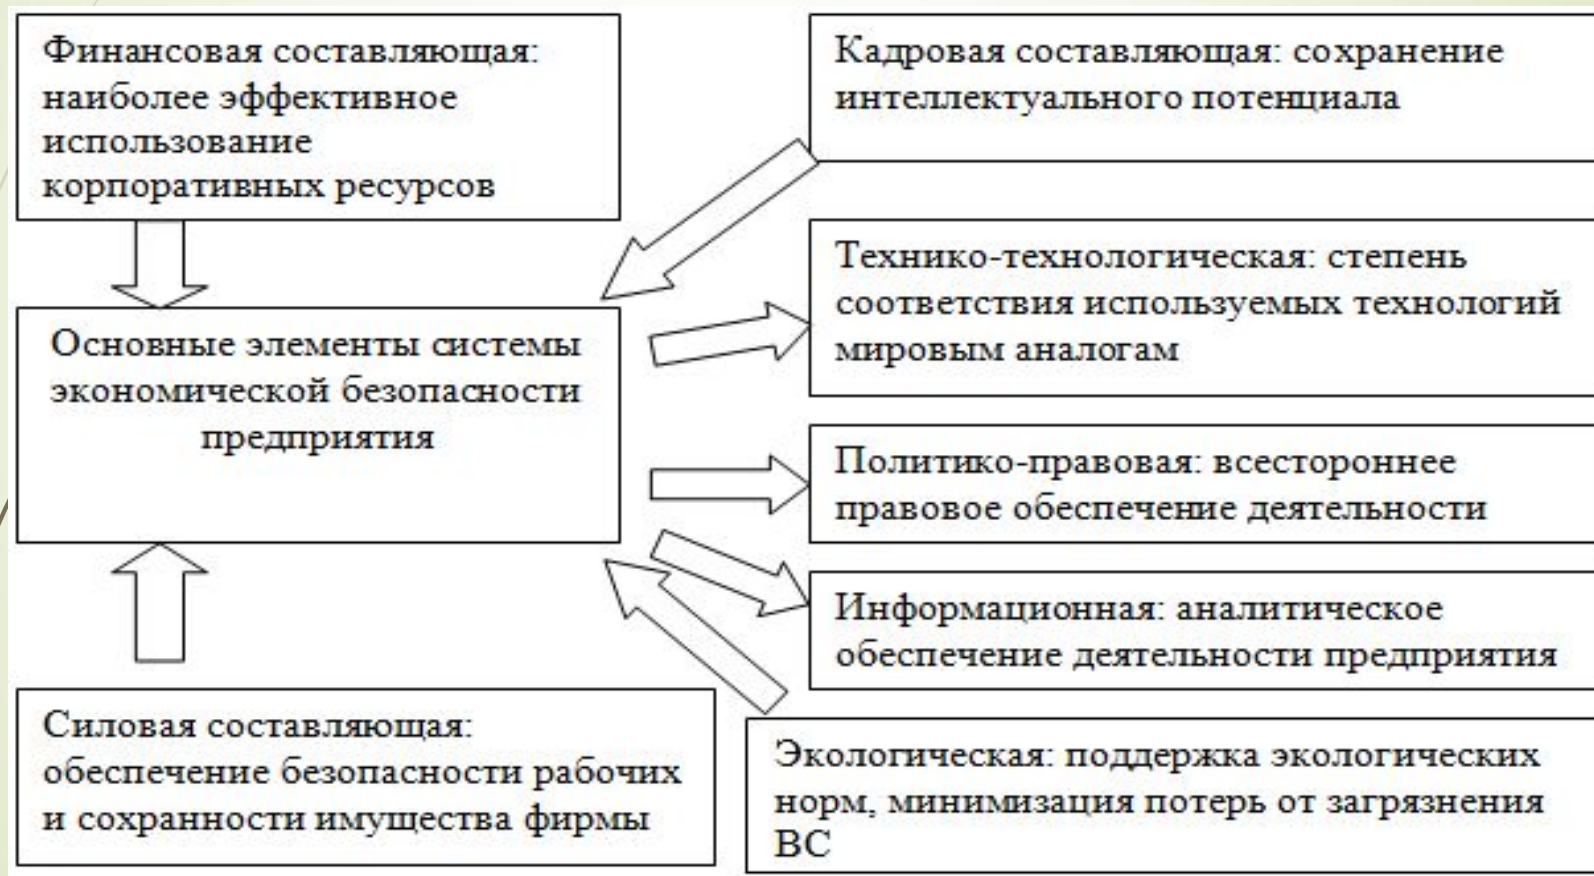 Финансовая составляющая:
наиболее эффективное
использование
корпоративных ресурсов
Кадровая составляющая: сохранение
интеллектуального потенциала
Технико-технологическая: степень
соответствия используемых технологий
мировым аналогам
Основные элементы системы
экономической безопасности
предприятия
Политико-правовая: всестороннее
правовое обеспечение деятельности
Информационная: аналитическое
обеспечение деятельности предприятия
Силовая составляющая:
обеспечение безопасности рабочих
и сохранности имущества фирмы
Экологическая: поддержка экологических
норм, минимизация потерь от загрязнения
ВС